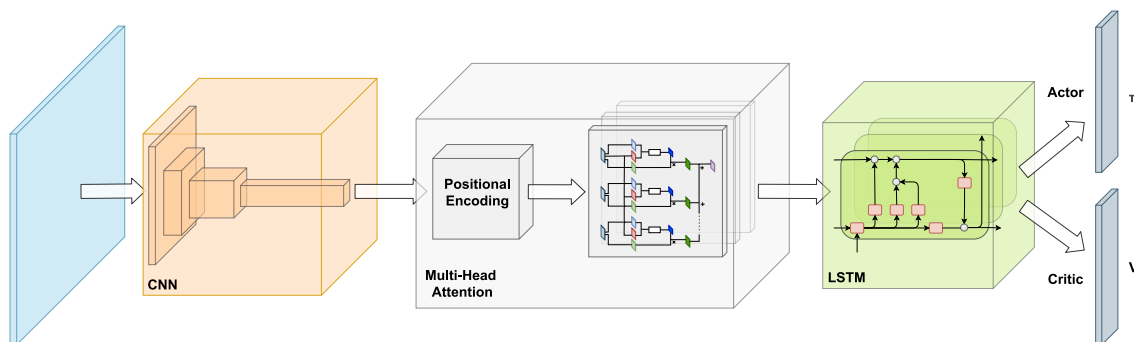 CNN
Positional
Encoding
Multi-Head
Attention
LSTM
Actor
Critic
V